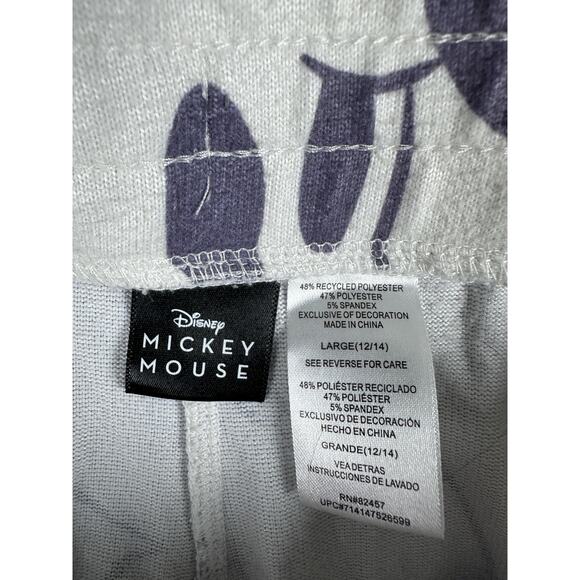 Disney
MICKEY
MOUSE
48% RECYCLED POLYESTER
47% POLYESTER
5% SPANDEX
EXCLUSIVE OF DECORATION
MADE IN CHINA
LARGE(12/14)
SEE REVERSE FOR CARE
48% POLIÉSTER RECICLADO
47% POLIÉSTER
5% SPANDEX
EXCLUSIVO DE DECORACIÓN
HECHO EN CHINA
GRANDE(12/14)
VEA DETRAS
INSTRUCCIONES DE LAVADO
RN#82457
UPC#714147526599